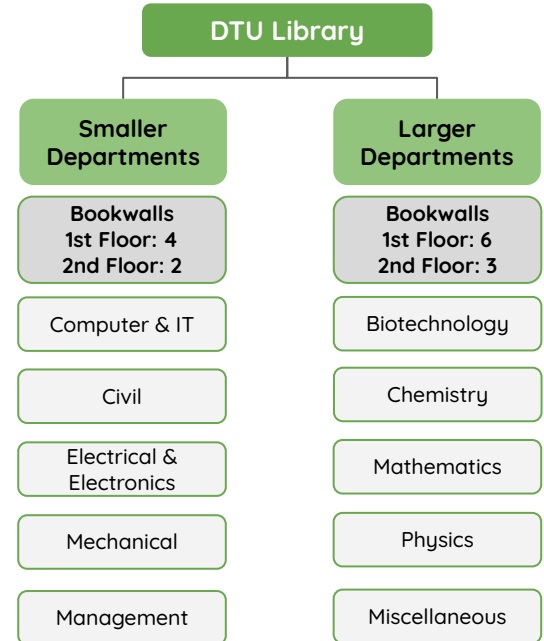 DTU Library
Smaller
Departments
Bookwalls
1st Floor: 4
2nd Floor: 2
Computer & IT
Civil
Electrical &
Electronics
Mechanical
Management
Larger
Departments
Bookwalls
1st Floor: 6
2nd Floor: 3
Biotechnology
Chemistry
Mathematics
Physics
Miscellaneous